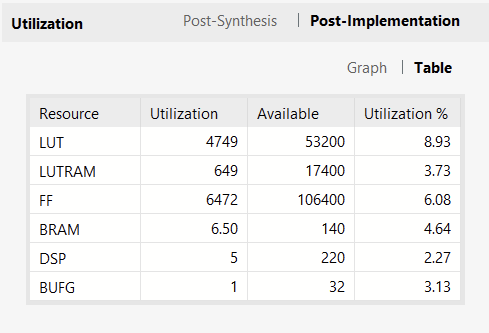 Utilization Post-Synthesis | Post-Implementation
Graph | Table
Resource Utilization Available Utilization %
LUT 4749 53200 8.93
LUTRAM 649 17400 3.73
FF 6472 106400 6.08
BRAM 6.50 140 4.64
DSP 5 220 2.27
BUFG 1 32 3.13